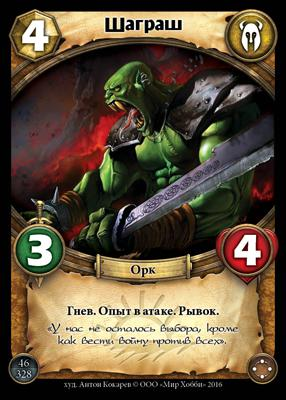 Шаграш
4
3
4
Орк
Гнев. Опыт в атаке. Рывок.
«У нас не осталось выбора, кроме
как вести войну против всех».
46
328
худ. Антон Кокарев © ООО «Мир Хобби» 2016